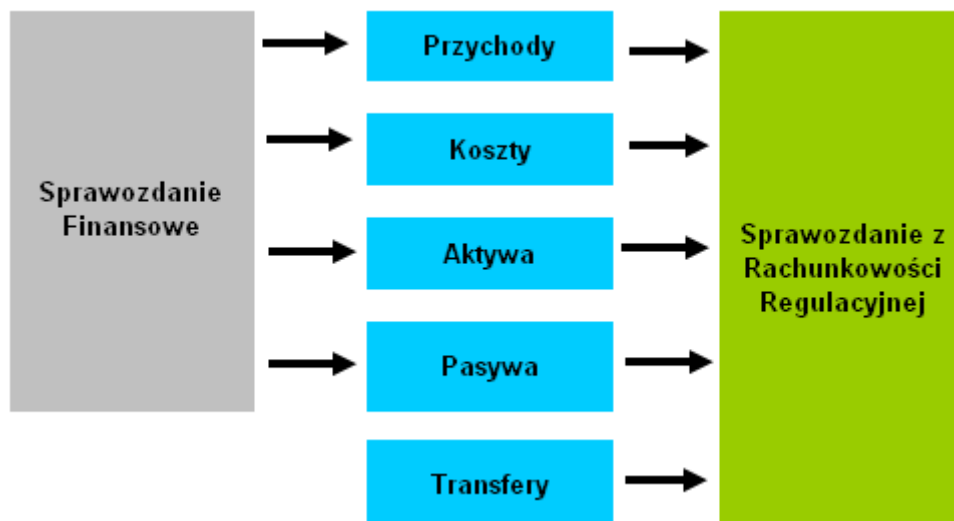 Sprawozdanie
Finansowe
Przychody
Koszty
Aktywa
Pasywa
Transfery
Sprawozdanie z
Rachunkowości
Regulacyjnej